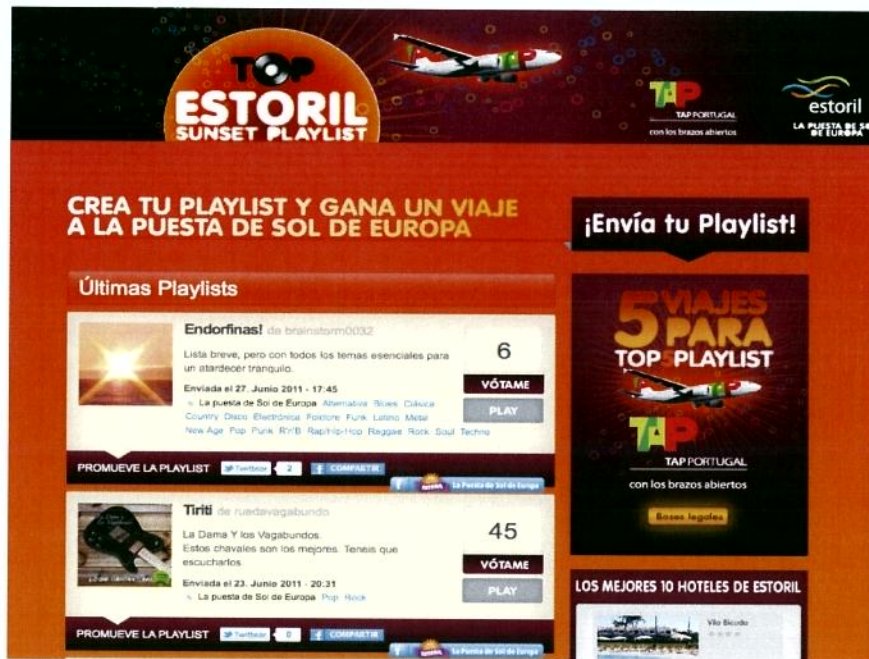 TOP
ESTORIL
SUNSET PLAYLIST
TAP
TAP
TAP PORTUGAL
con los brazos abiertos
estoril
LA PUESTA DE
DE EUROPA
CREA TU PLAYLIST Y GANA UN VIAJE
A LA PUESTA DE SOL DE EUROPA
¡Envía tu Playlist!
Últimas Playlists
Endorfinas! de brainstorm0032
Lista breve, pero con todos los temas esenciales para
un atardecer tranquilo.
Enviada el 27. Junio 2011 - 17:45
La puesta de Sol de Europa Alternativa Blues Clásica
Country Disco Electrónica Folclore Funk Latino Metal
New Age Pop Punk R'n'B Rap/Hip-Hop Reggae Rock Soul Techno
6
VÓTAME
PLAY
PROMUEVE LA PLAYLIST
Twittear
2
COMPARTIR
La Puesta de Sol de Europa
Tiriti de ruedavagabundo
La Dama Y los Vagabundos.
Estos chavales son los mejores. Teneis que
escucharlos
Enviada el 23. Junio 2011 - 20:31
La puesta de Sol de Europa Pop Rock
45
VÓTAME
PLAY
PROMUEVE LA PLAYLIST
Twittear
0
COMPARTIR
La Puesta de Sol de Europa
5 VIAJES
PARA
TOP PLAYLIST
TAP
TAP PORTUGAL
con los brazos abiertos
Bases legales
LOS MEJORES 10 HOTELES DE ESTORIL
Vila Bicuda